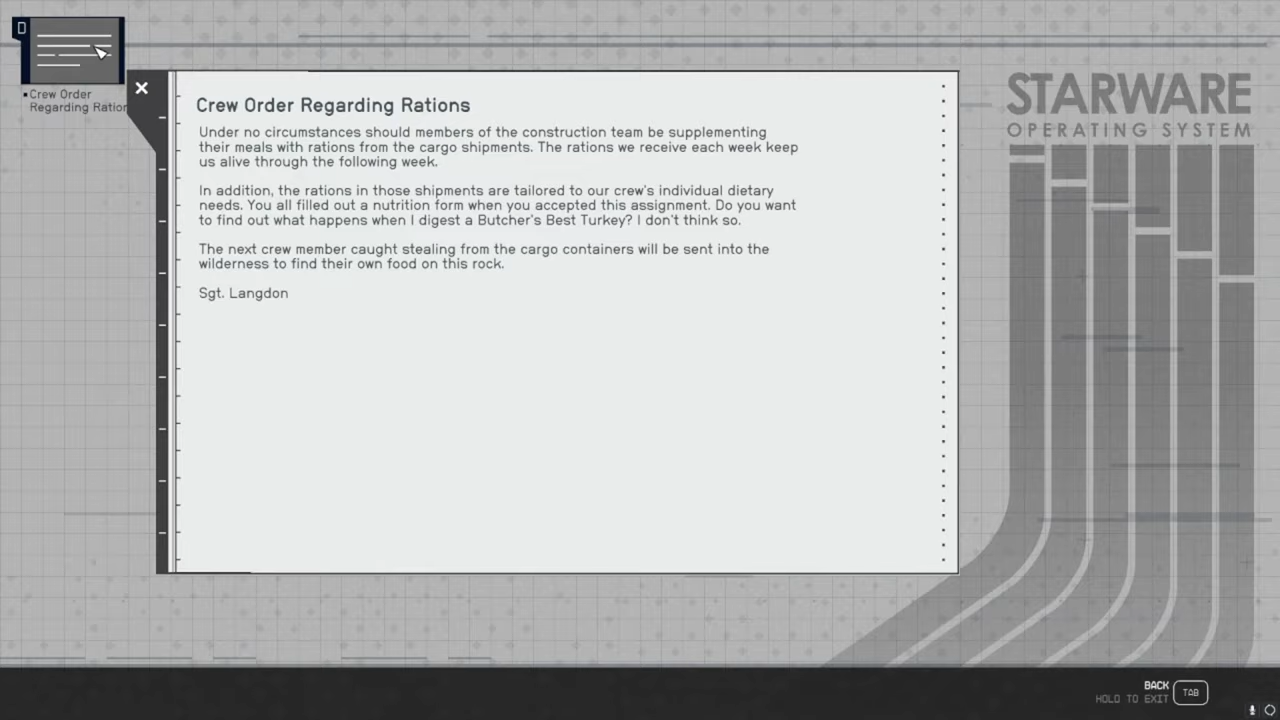 D
Crew Order
Regarding Ration
Crew Order Regarding Rations
Under no circumstances should members of the construction team be supplementing
their meals with rations from the cargo shipments. The rations we receive each week keep
us alive through the following week.
In addition, the rations in those shipments are tailored to our crew's individual dietary
needs. You all filled out a nutrition form when you accepted this assignment. Do you want
to find out what happens when I digest a Butcher's Best Turkey? I don't think so.
The next crew member caught stealing from the cargo containers will be sent into the
wilderness to find their own food on this rock.
Sgt. Langdon
STARWARE
OPERATING SYSTEM
BACK
HOLD TO EXIT
TAB